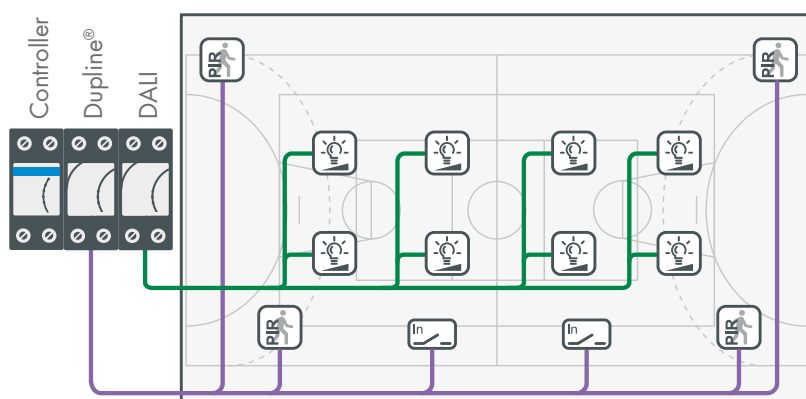 Controller
Dupline®
DALI
PIR
PIR
PIR
In
In
PIR